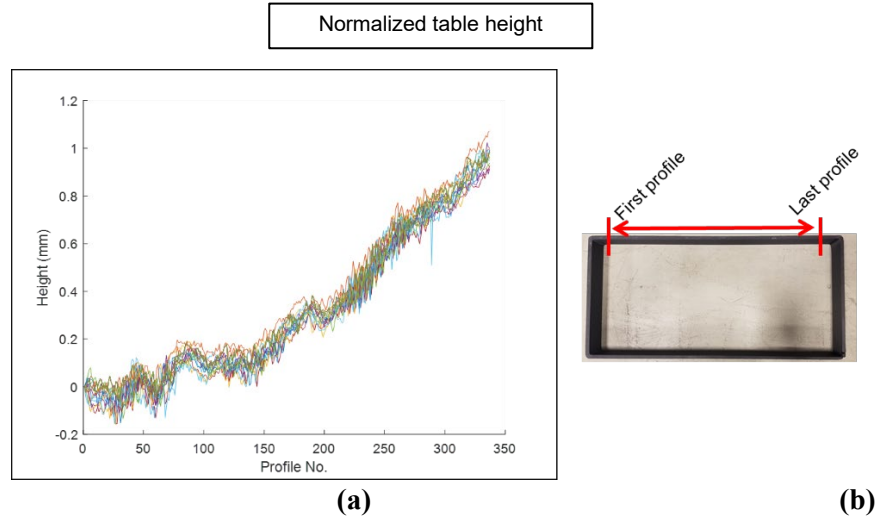 Normalized table height
1.2
1
0.8
0.6
0.4
0.2
0
-0.2
Height (mm)
0 50 100 150 200 250 300 350
Profile No.
First profile
Last profile
(a)
(b)